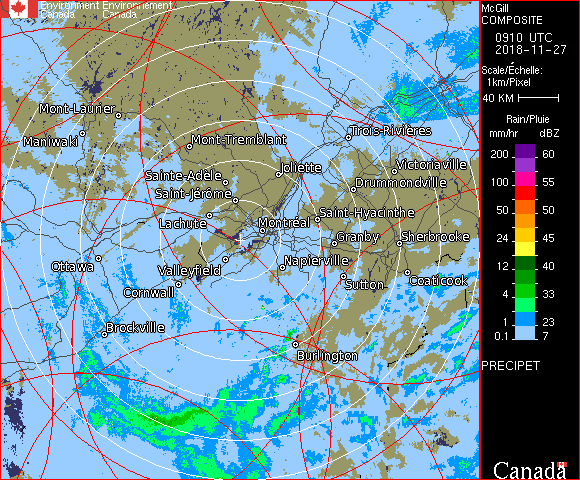 Environment Environnement
Canada Canada
McGill
COMPOSITE
0910 UTC
2018-11-27
Scale/Échelle:
1km/Pixel
40 KM
Rain/Pluie
mm/hr dBZ
200 60
100 55
50 50
24 45
12 40
4 33
1 23
0.1 7
PRECIPET
Canada
Mont-Laurier
Maniwaki
Mont-Tremblant
Trois-Rivières
Joliette
Victoriaville
Sainte-Adèle
Drummondville
Saint-Jérôme
Saint-Hyacinthe
Lachute
Montréal
Granby
Sherbrooke
Ottawa
Valleyfield
Napierville
Cornwall
Sutton
Coaticook
Brockville
Burlington